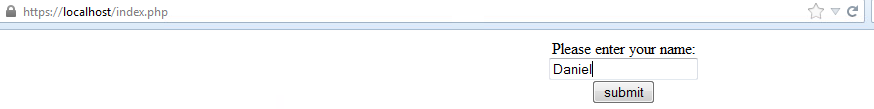 https://localhost/index.php
Please enter your name:
Daniel
submit